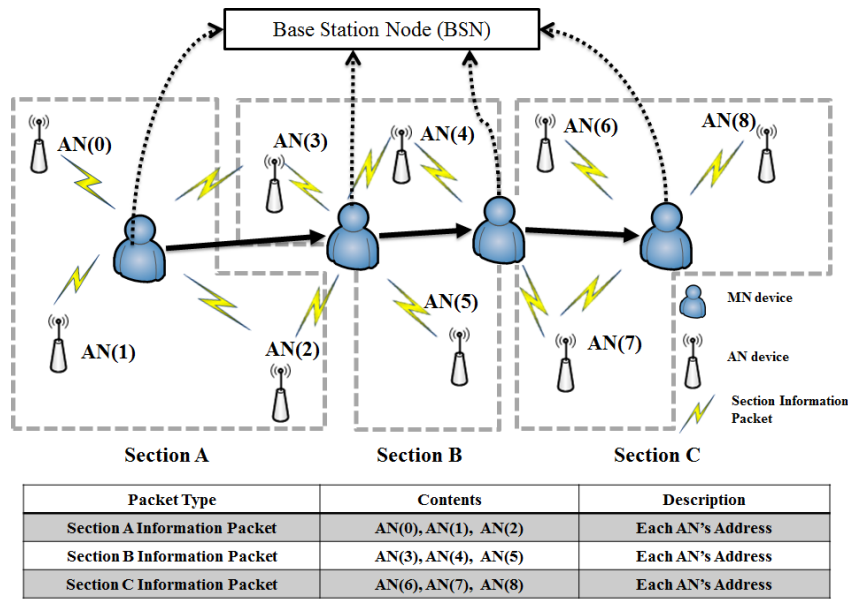 Base Station Node (BSN)
AN(0)
AN(3)
AN(4)
AN(6)
AN(8)
AN(5)
AN(1)
AN(2)
AN(7)
MN device
AN device
Section Information
Packet
Section A
Section B
Section C
Packet Type Contents Description
Section A Information Packet AN(0), AN(1), AN(2) Each AN's Address
Section B Information Packet AN(3), AN(4), AN(5) Each AN's Address
Section C Information Packet AN(6), AN(7), AN(8) Each AN's Address